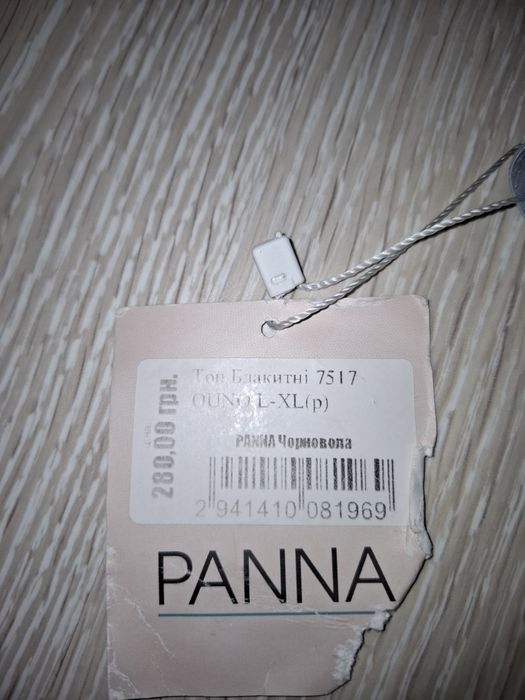 Топ Блакитні 7517
OUNO L-XL(р)
280,00 грн.
PANNA Чорновола
2 941410 081969
PANNA